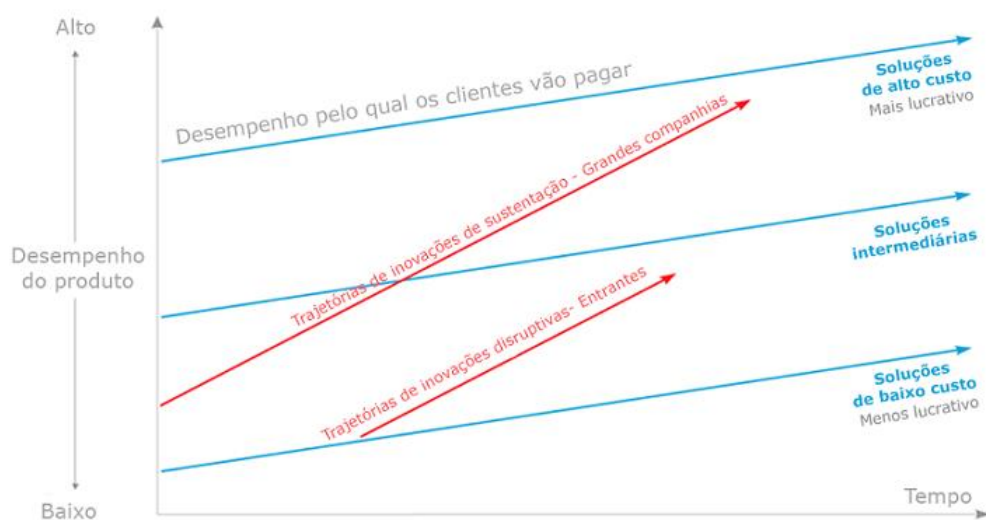 Alto
Desempenho pelo qual os clientes vão pagar
Soluções
de alto custo
Mais lucrativo
Trajetórias de inovações de sustentação - Grandes companhias
Desempenho
do produto
Soluções
intermediárias
Trajetórias de inovações disruptivas- Entrantes
Soluções
de baixo custo
Menos lucrativo
Baixo
Tempo